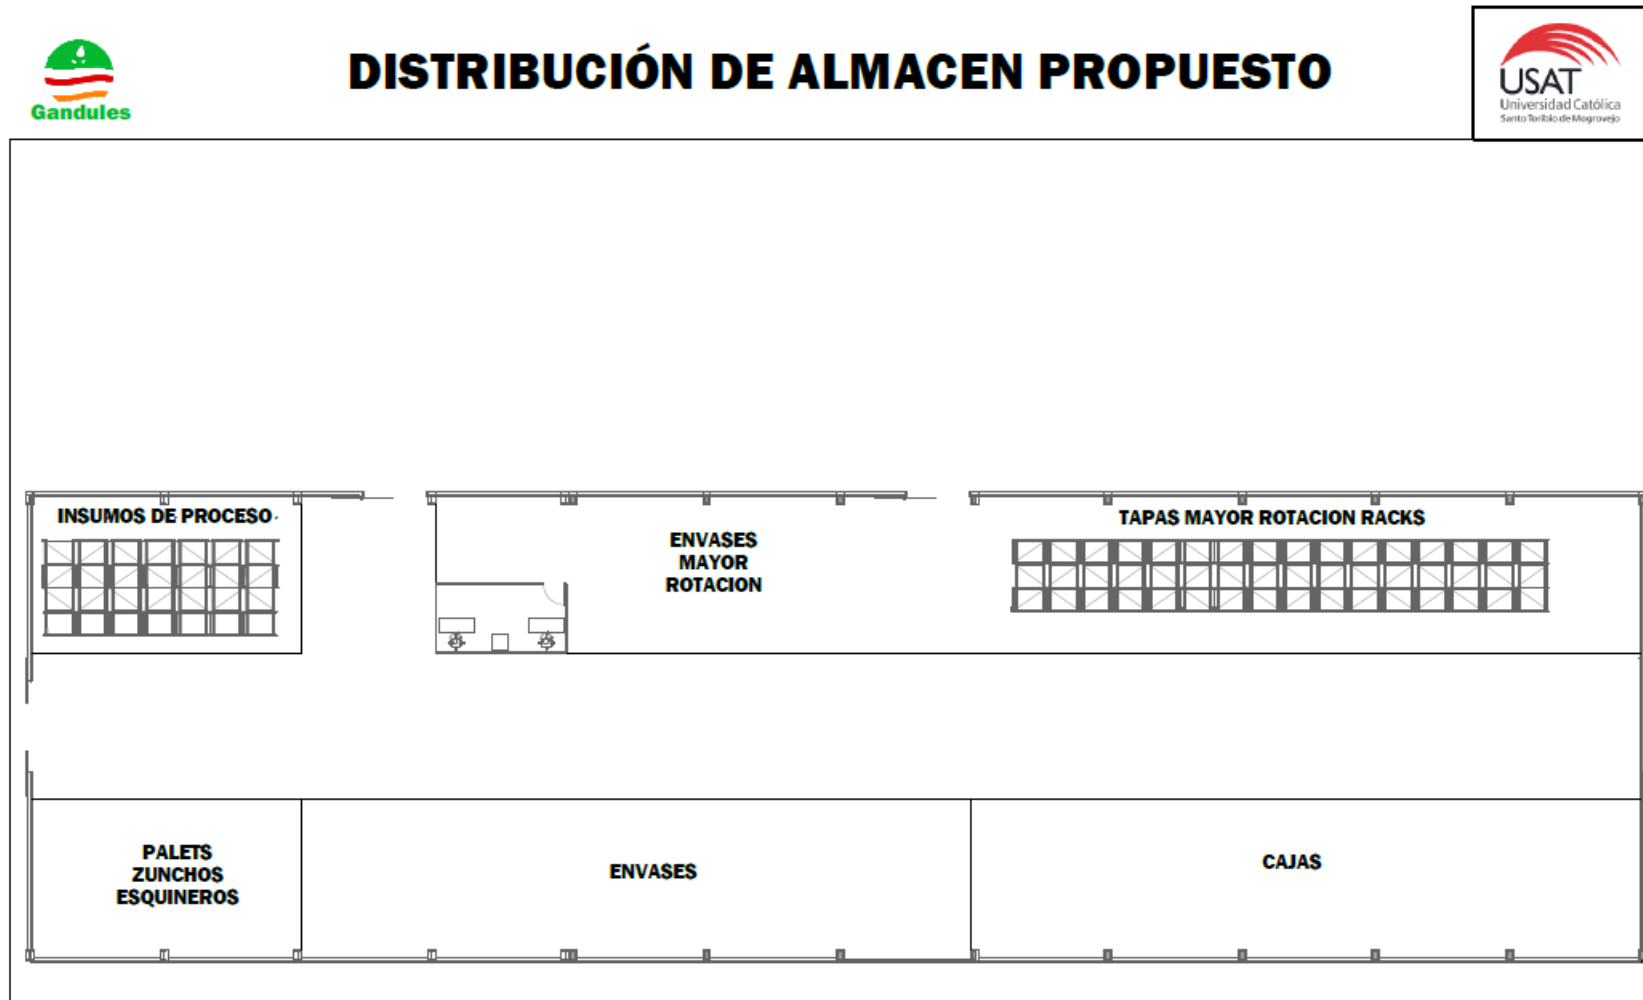 Gandules
DISTRIBUCIÓN DE ALMACEN PROPUESTO
USAT
Universidad Católica
Santo Toribio de Mogrovejo
INSUMOS DE PROCESO
ENVASES
MAYOR
ROTACION
TAPAS MAYOR ROTACION RACKS
PALETS
ZUNCHOS
ESQUINEROS
ENVASES
CAJAS